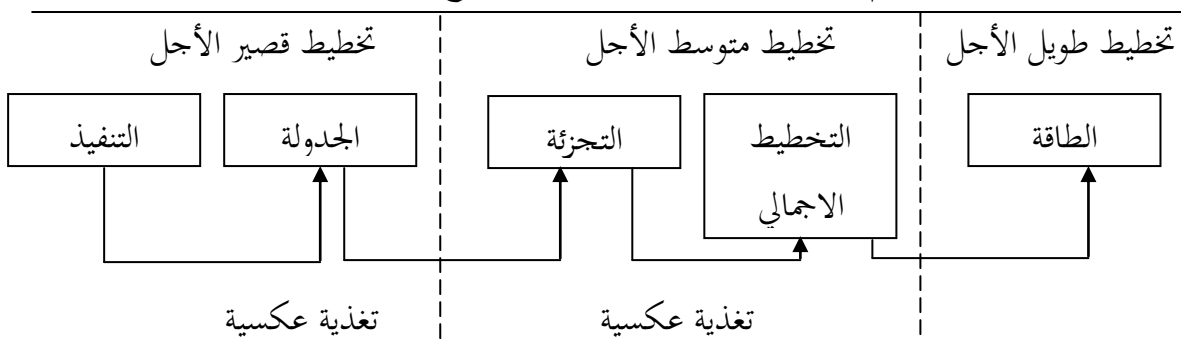 تخطيط طويل الأجل
تخطيط متوسط الأجل
تخطيط قصير الأجل
الطاقة
التخطيط
الاجمالي
التجزئة
الجدولة
التنفيذ
تغذية عكسية
تغذية عكسية